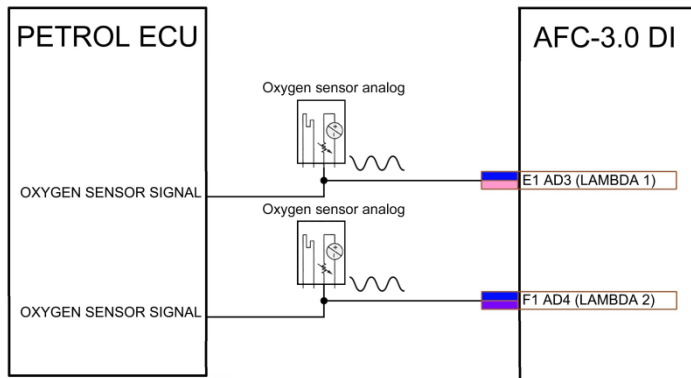 PETROL ECU
AFC-3.0 DI
Oxygen sensor analog
E1 AD3 (LAMBDA 1)
OXYGEN SENSOR SIGNAL
Oxygen sensor analog
F1 AD4 (LAMBDA 2)
OXYGEN SENSOR SIGNAL